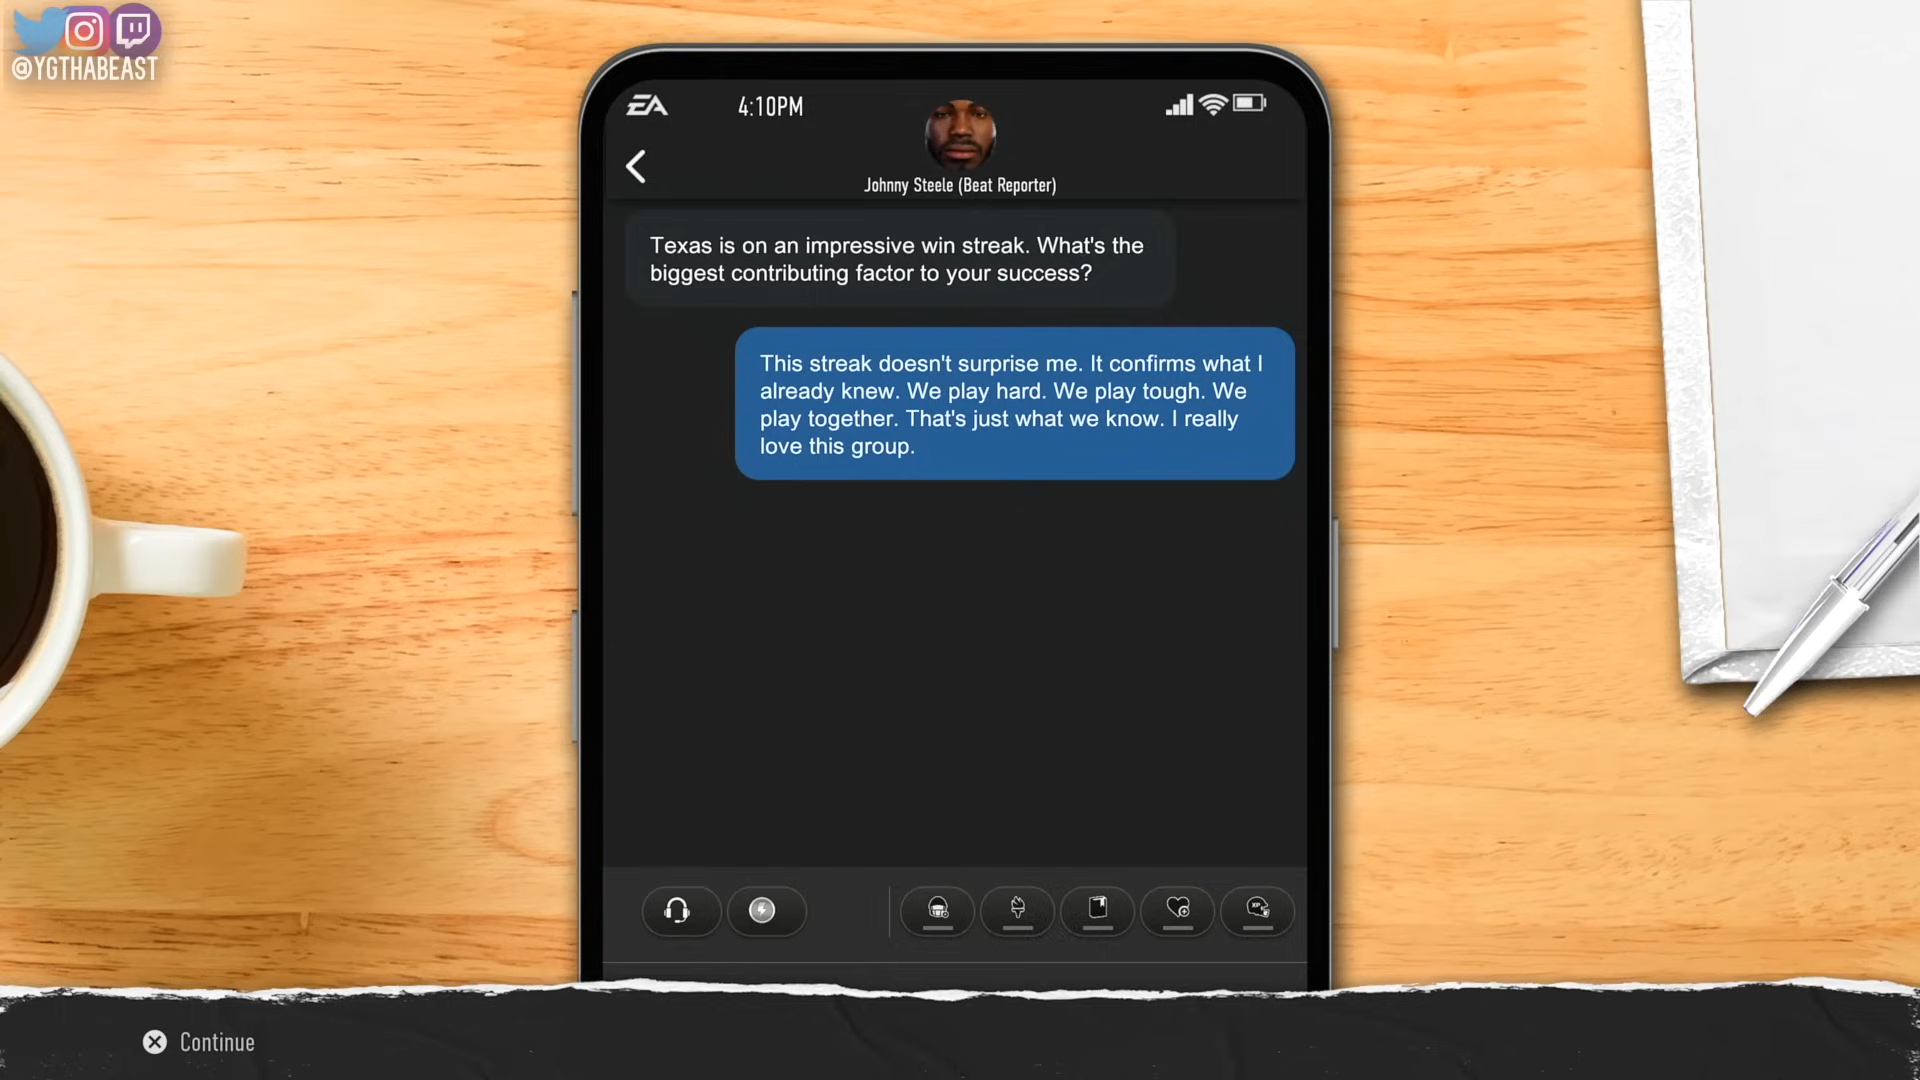 @YGTHABEAST
EA
4:10PM
Johnny Steele (Beat Reporter)
Texas is on an impressive win streak. What's the
biggest contributing factor to your success?
This streak doesn't surprise me. It confirms what I
already knew. We play hard. We play tough. We
play together. That's just what we know. I really
love this group.
XP
Continue